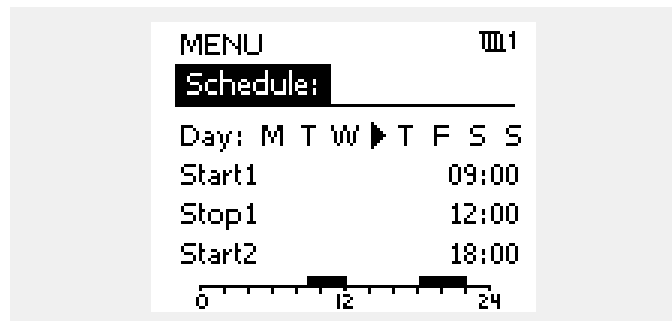 MENU 1
Schedule:
Day: M T W ▶ T F S S
Start1 09:00
Stop1 12:00
Start2 18:00
0 12 24